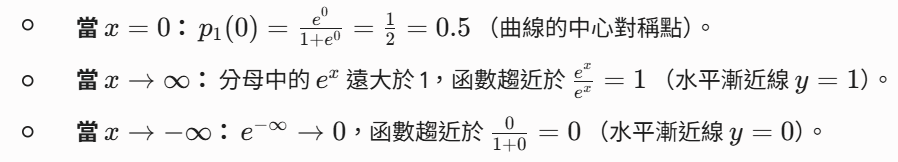 ○ 當 $x = 0$：$p_1(0) = \frac{e^0}{1+e^0} = \frac{1}{2} = 0.5$（曲線的中心對稱點）。
○ 當 $x \to \infty$：分母中的 $e^x$ 遠大於 1，函數趨近於 $\frac{e^x}{e^x} = 1$（水平漸近線 $y = 1$）。
○ 當 $x \to -\infty$：$e^{-\infty} \to 0$，函數趨近於 $\frac{0}{1+0} = 0$（水平漸近線 $y = 0$）。